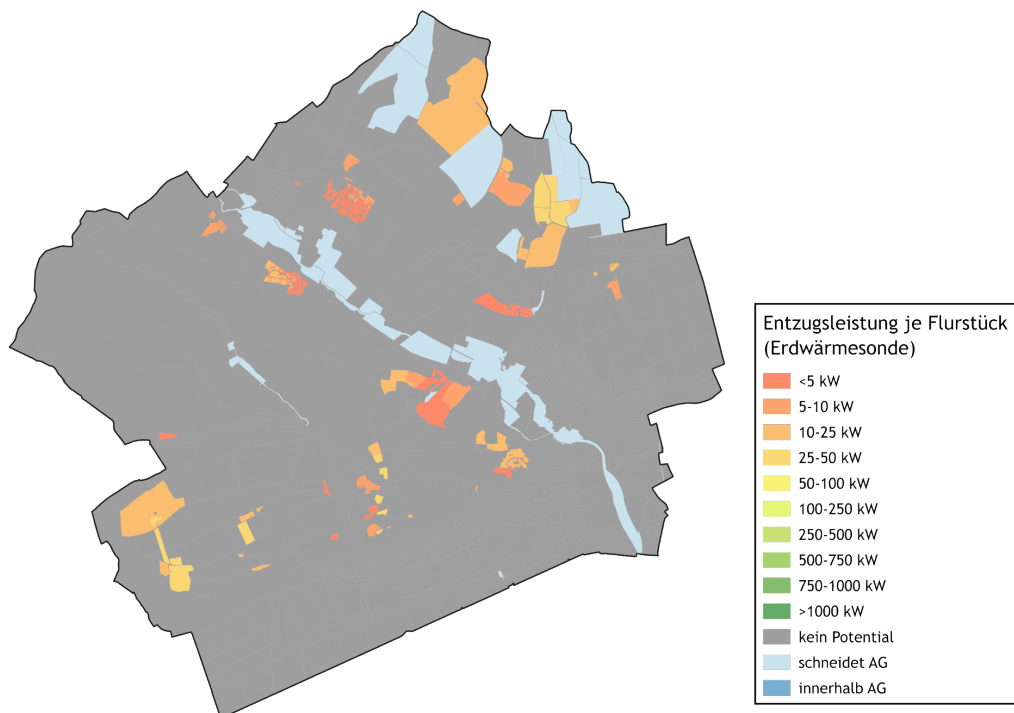 Entzugsleistung je Flurstück
(Erdwärmesonde)
<5 kW
5-10 kW
10-25 kW
25-50 kW
50-100 kW
100-250 kW
250-500 kW
500-750 kW
750-1000 kW
>1000 kW
kein Potential
schneidet AG
innerhalb AG